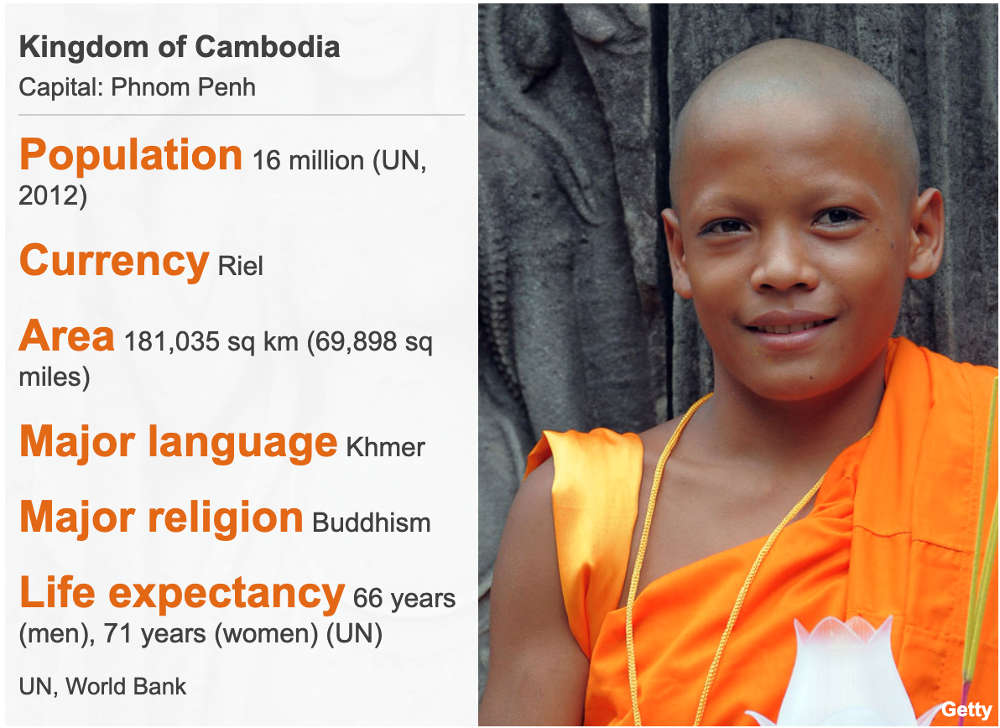 Kingdom of Cambodia
Capital: Phnom Penh
Population 16 million (UN,
2012)
Currency Riel
Area 181,035 sq km (69,898 sq
miles)
Major language Khmer
Major religion Buddhism
Life expectancy 66 years
(men), 71 years (women) (UN)
UN, World Bank
Getty